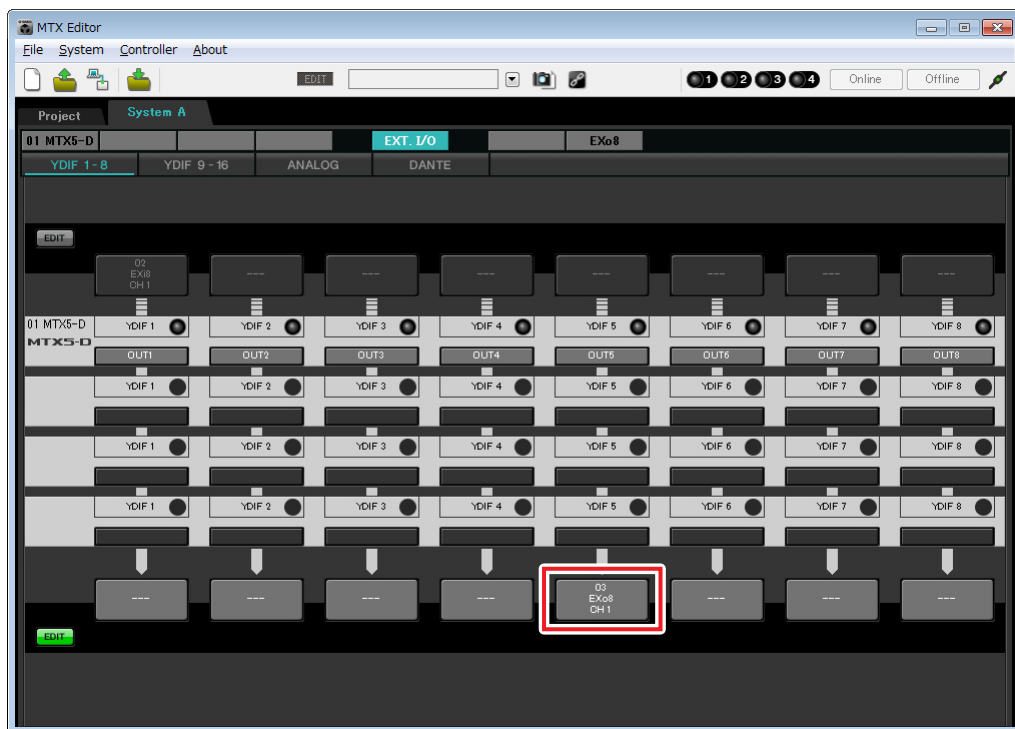 MTX Editor
File System Controller About
EDIT 1 2 3 4 Online Offline
Project System A
01 MTX5-D EXT. I/O EXo8
YDIF 1-8 YDIF 9-16 ANALOG DANTE
EDIT
02
EXi8
CH 1
--- --- --- --- --- --- ---
01 MTX5-D YDIF 1 YDIF 2 YDIF 3 YDIF 4 YDIF 5 YDIF 6 YDIF 7 YDIF 8
MTX5-D
OUT1 OUT2 OUT3 OUT4 OUT5 OUT6 OUT7 OUT8
YDIF 1 YDIF 2 YDIF 3 YDIF 4 YDIF 5 YDIF 6 YDIF 7 YDIF 8
YDIF 1 YDIF 2 YDIF 3 YDIF 4 YDIF 5 YDIF 6 YDIF 7 YDIF 8
YDIF 1 YDIF 2 YDIF 3 YDIF 4 YDIF 5 YDIF 6 YDIF 7 YDIF 8
--- --- --- ---
03
EXo8
CH 1
--- --- ---
EDIT